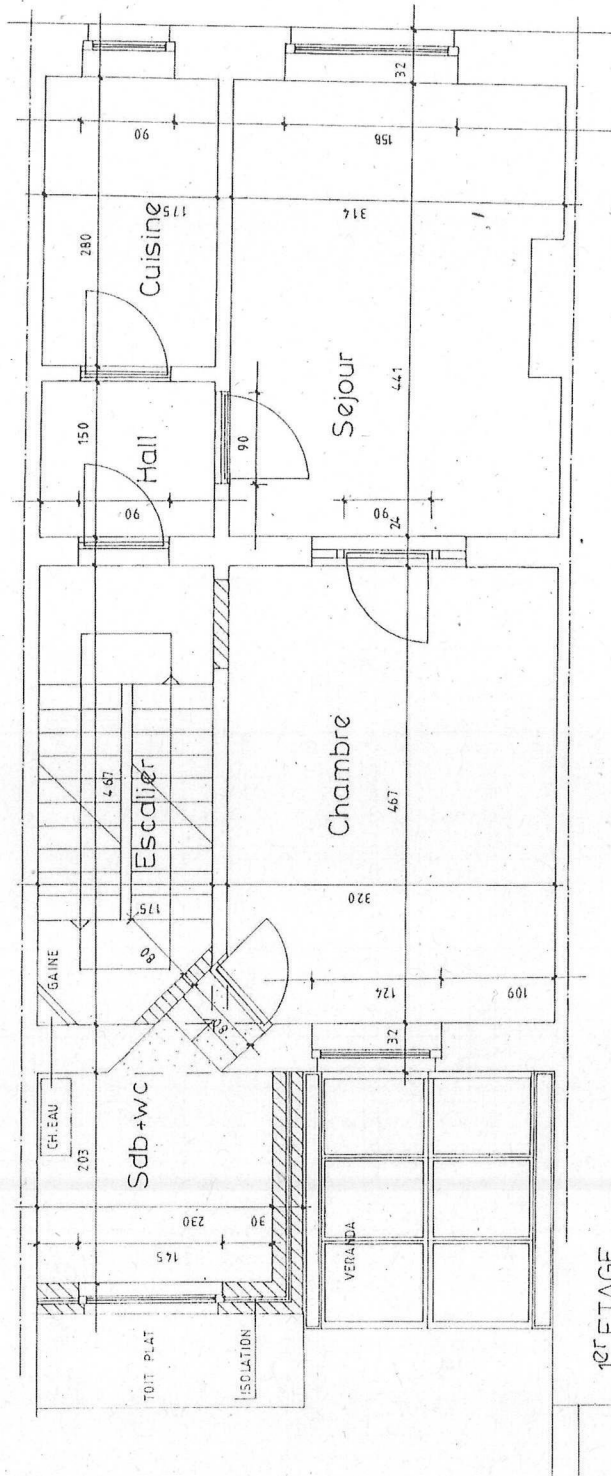 90
280
175
Cuisine
32
158
314
Sejour
441
150
Hall
90
90
90
24
467
Escalier
175
80
GAINE
Chambre
467
320
124
109
32
80
CH. EAU
203
Sdb+WC
230
30
145
VERANDA
TOIT PLAT
ISOLATION
1er ETAGE